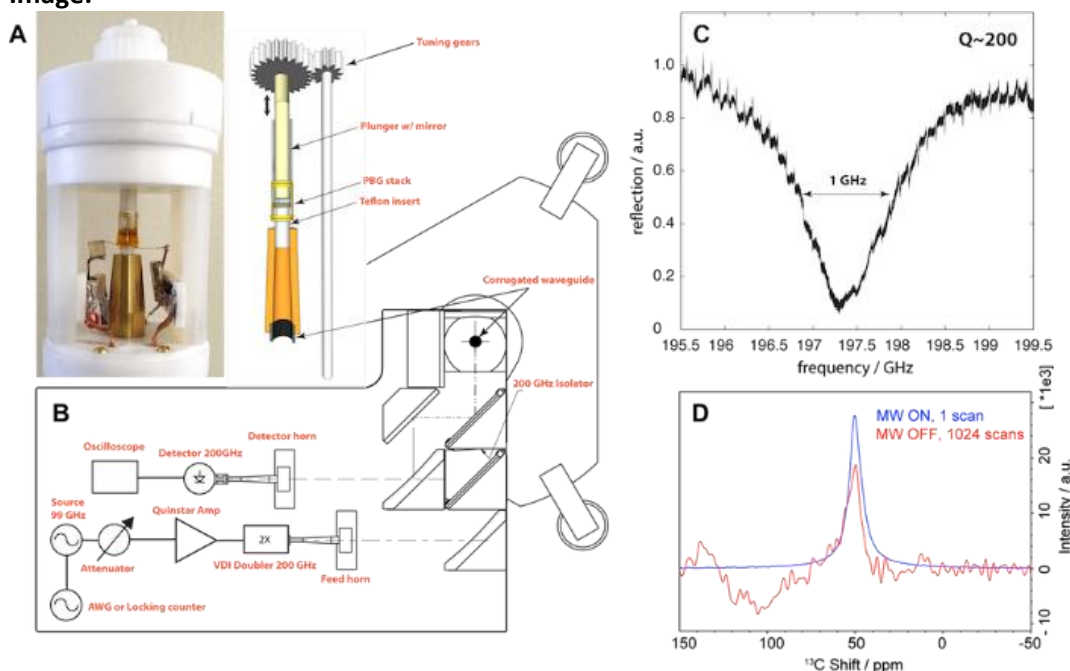 image.
A
Tuning gears
Plunger w/ mirror
PBG stack
Teflon insert
Corrugated waveguide
200 GHz Isolator
B
Detector horn
Oscilloscope
Detector 200GHz
Source
99 GHz
Quinstar Amp
2X
Attenuator
VDI Doubler 200 GHz
Feed horn
AWG or Locking counter
C
Q~200
1.0
0.8
0.6
0.4
0.2
0
1 GHz
reflection / a.u.
195.5 196 196.5 197 197.5 198 198.5 199 199.5
frequency / GHz
D
MW ON, 1 scan
MW OFF, 1024 scans
[ *1e3]
20
10
0
- 10
Intensity / a.u.
150 100 50 0 -50
¹³C Shift / ppm